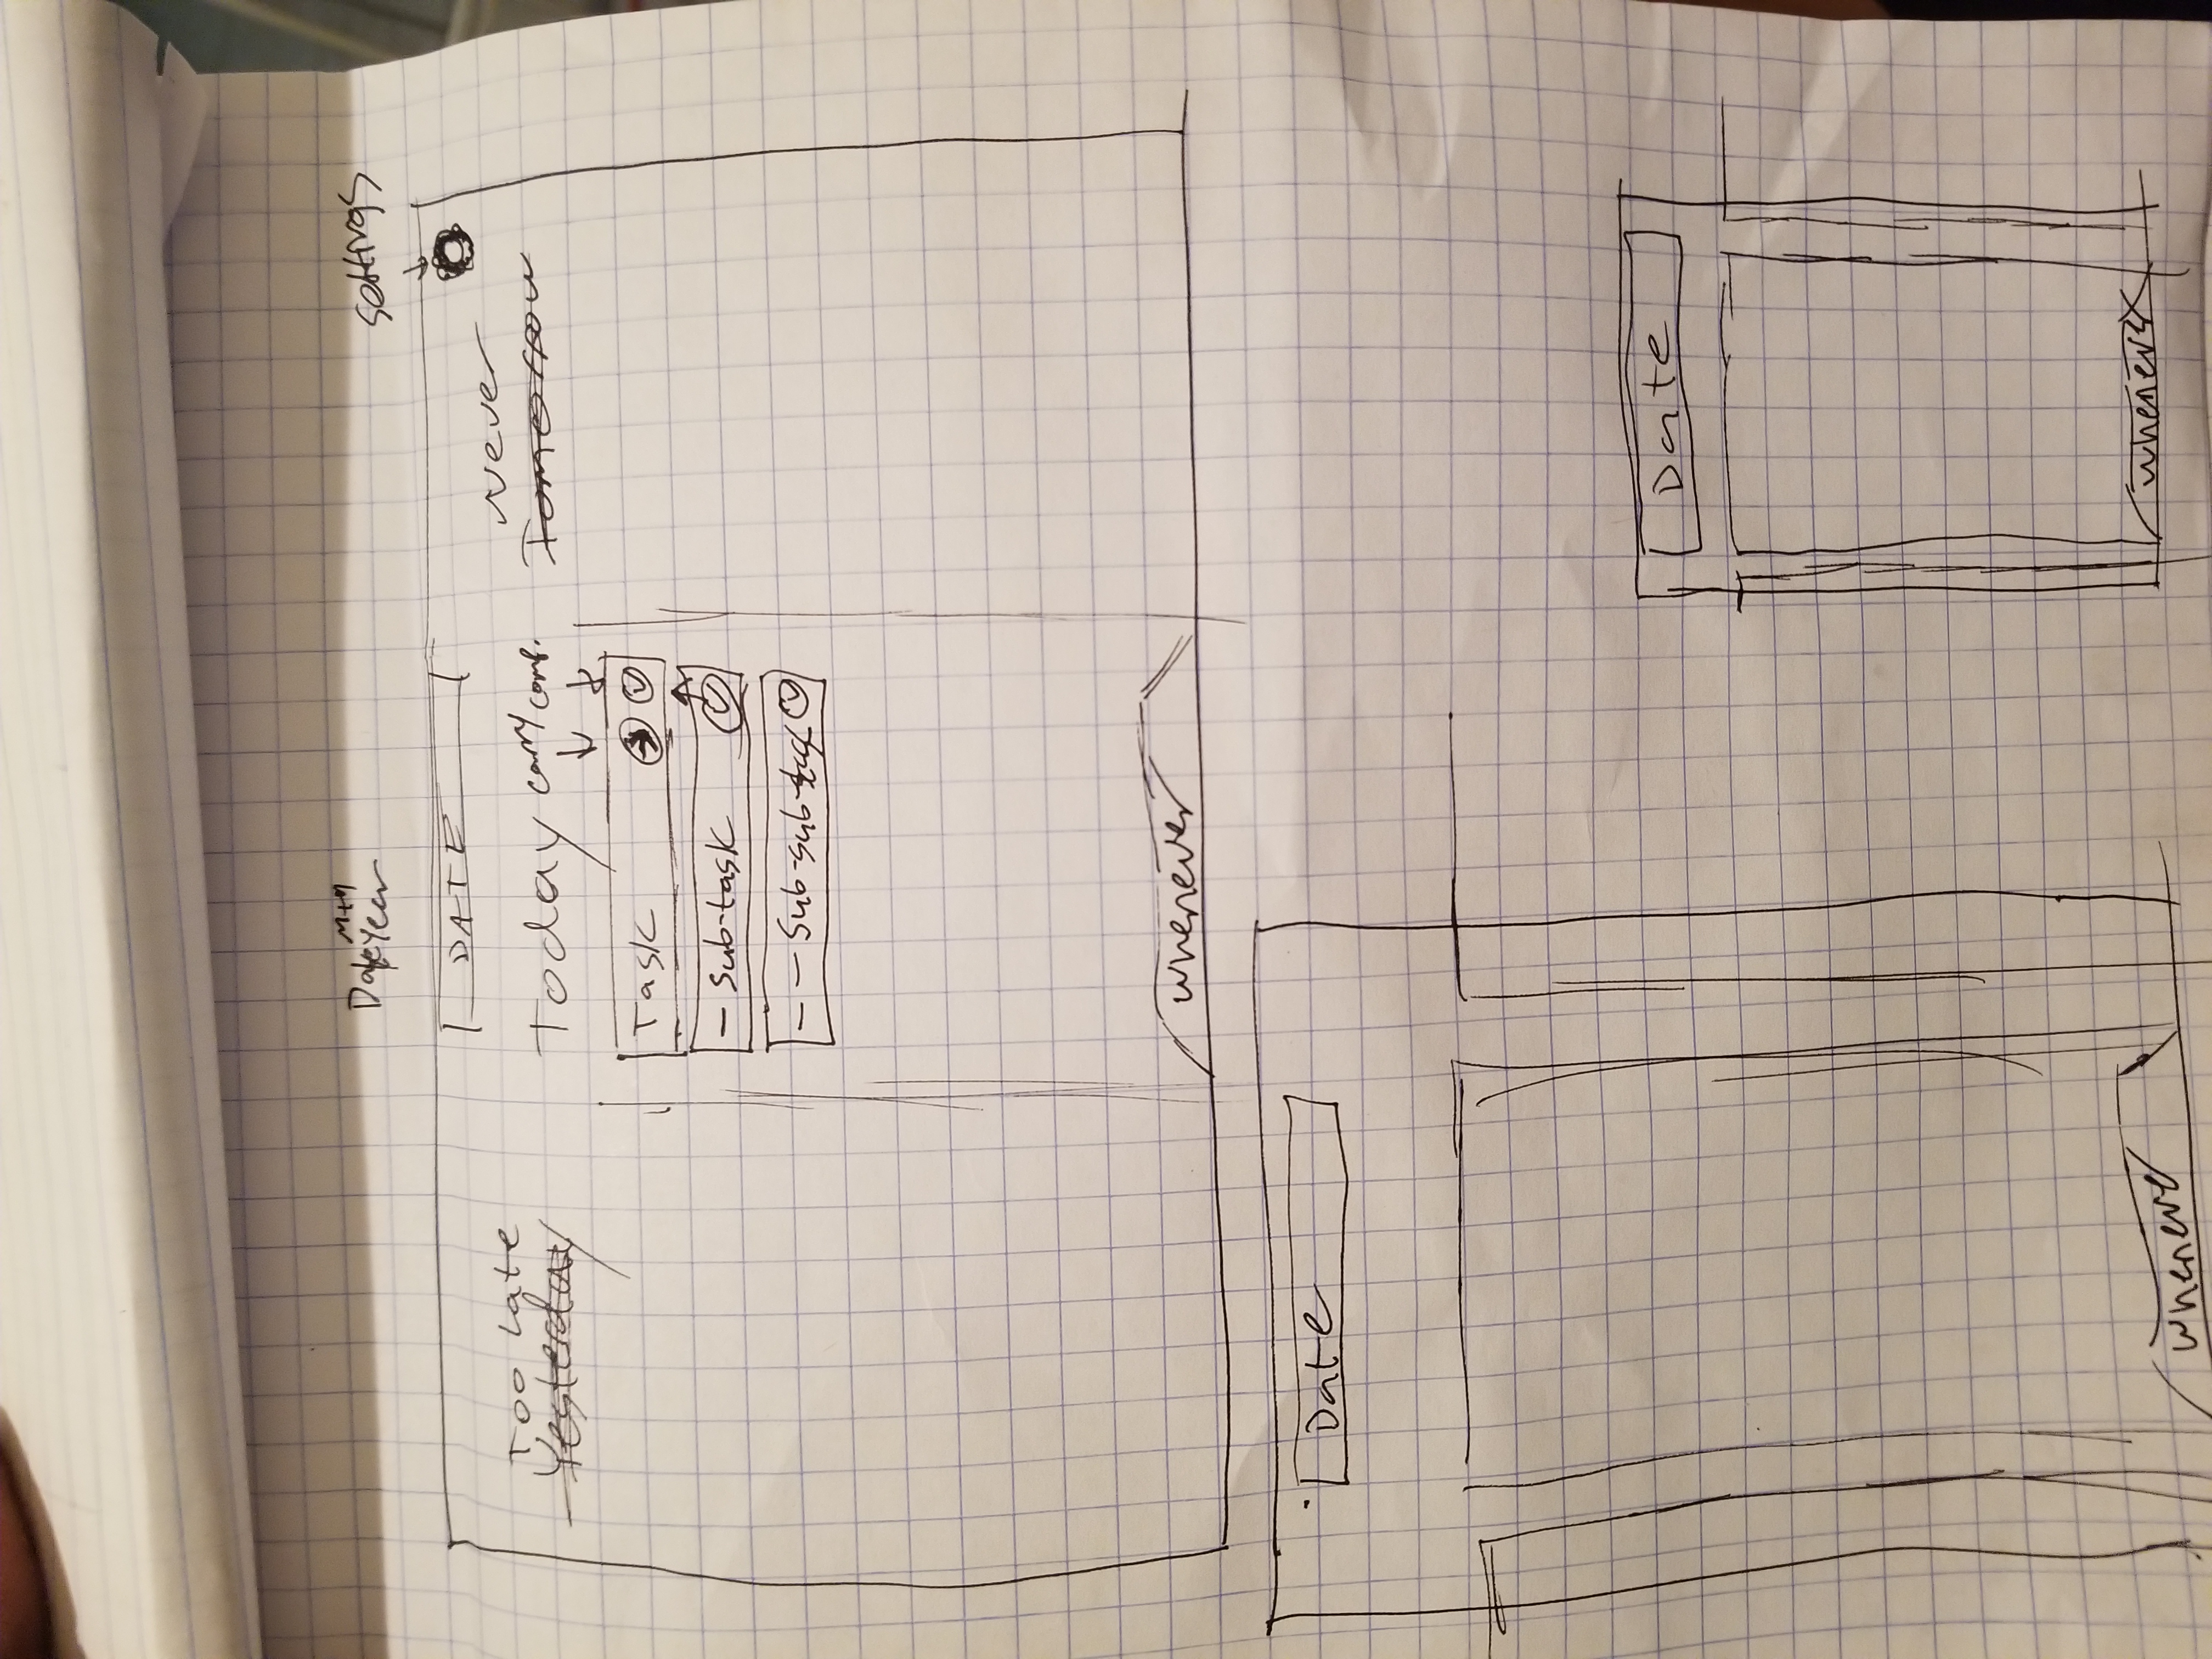 Date Mth Year
settings
DATE
Too Late
Yesterday
Today carry comp.
Never
Tomorrow
Task
- Sub-task
- - Sub-sub-task
whenever
Date
whenever
Date
whenever